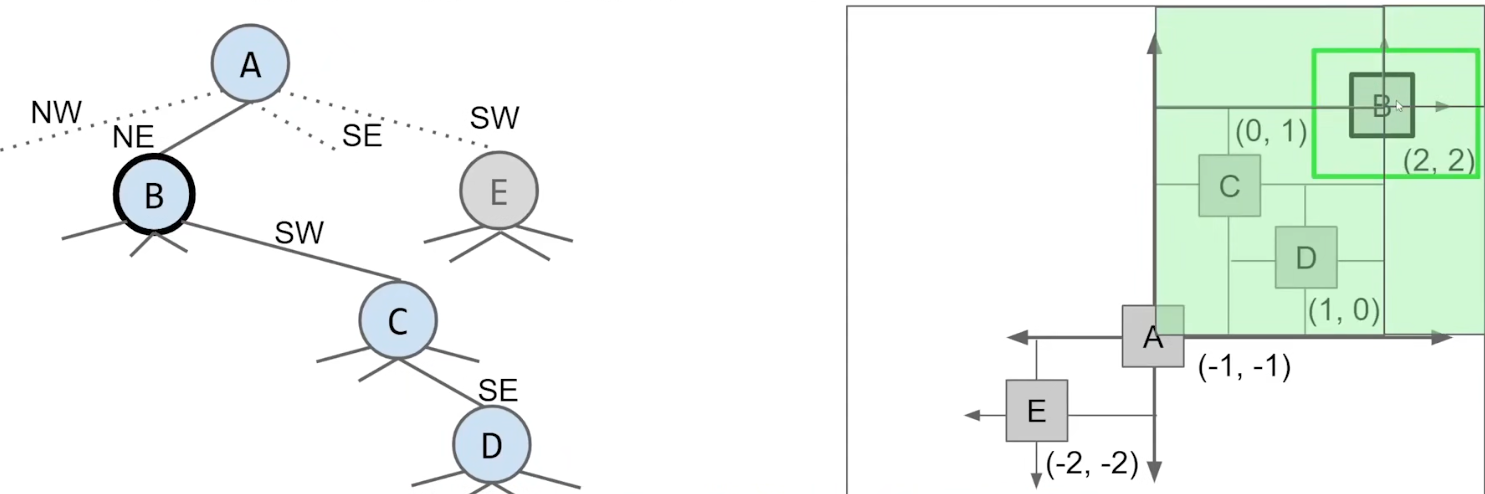 A
NW
NE
SE
SW
B
E
SW
C
SE
D
B
(0, 1)
(2, 2)
C
D
(1, 0)
A
(-1, -1)
E
(-2, -2)